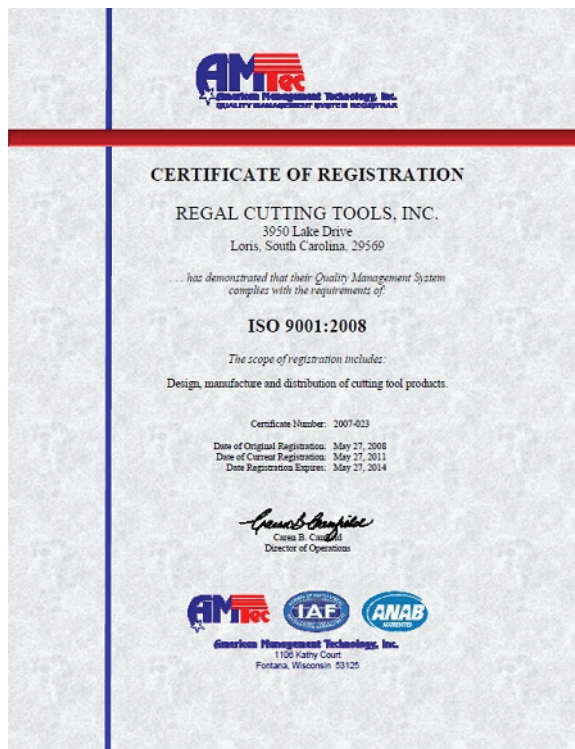 AMTec
American Management Technology, Inc.
QUALITY MANAGEMENT SYSTEM REGISTRAR
CERTIFICATE OF REGISTRATION
REGAL CUTTING TOOLS, INC.
3950 Lake Drive
Loris, South Carolina, 29569
. . . has demonstrated that their Quality Management System
complies with the requirements of:
ISO 9001:2008
The scope of registration includes:
Design, manufacture and distribution of cutting tool products.
Certificate Number: 2007-023
Date of Original Registration: May 27, 2008
Date of Current Registration: May 27, 2011
Date Registration Expires: May 27, 2014
Caren B.
Director of Operations
AMTec
IAF
ANAB
ACCREDITED
American Management Technology, Inc.
1106 Kathy Court
Fontana, Wisconsin 53125